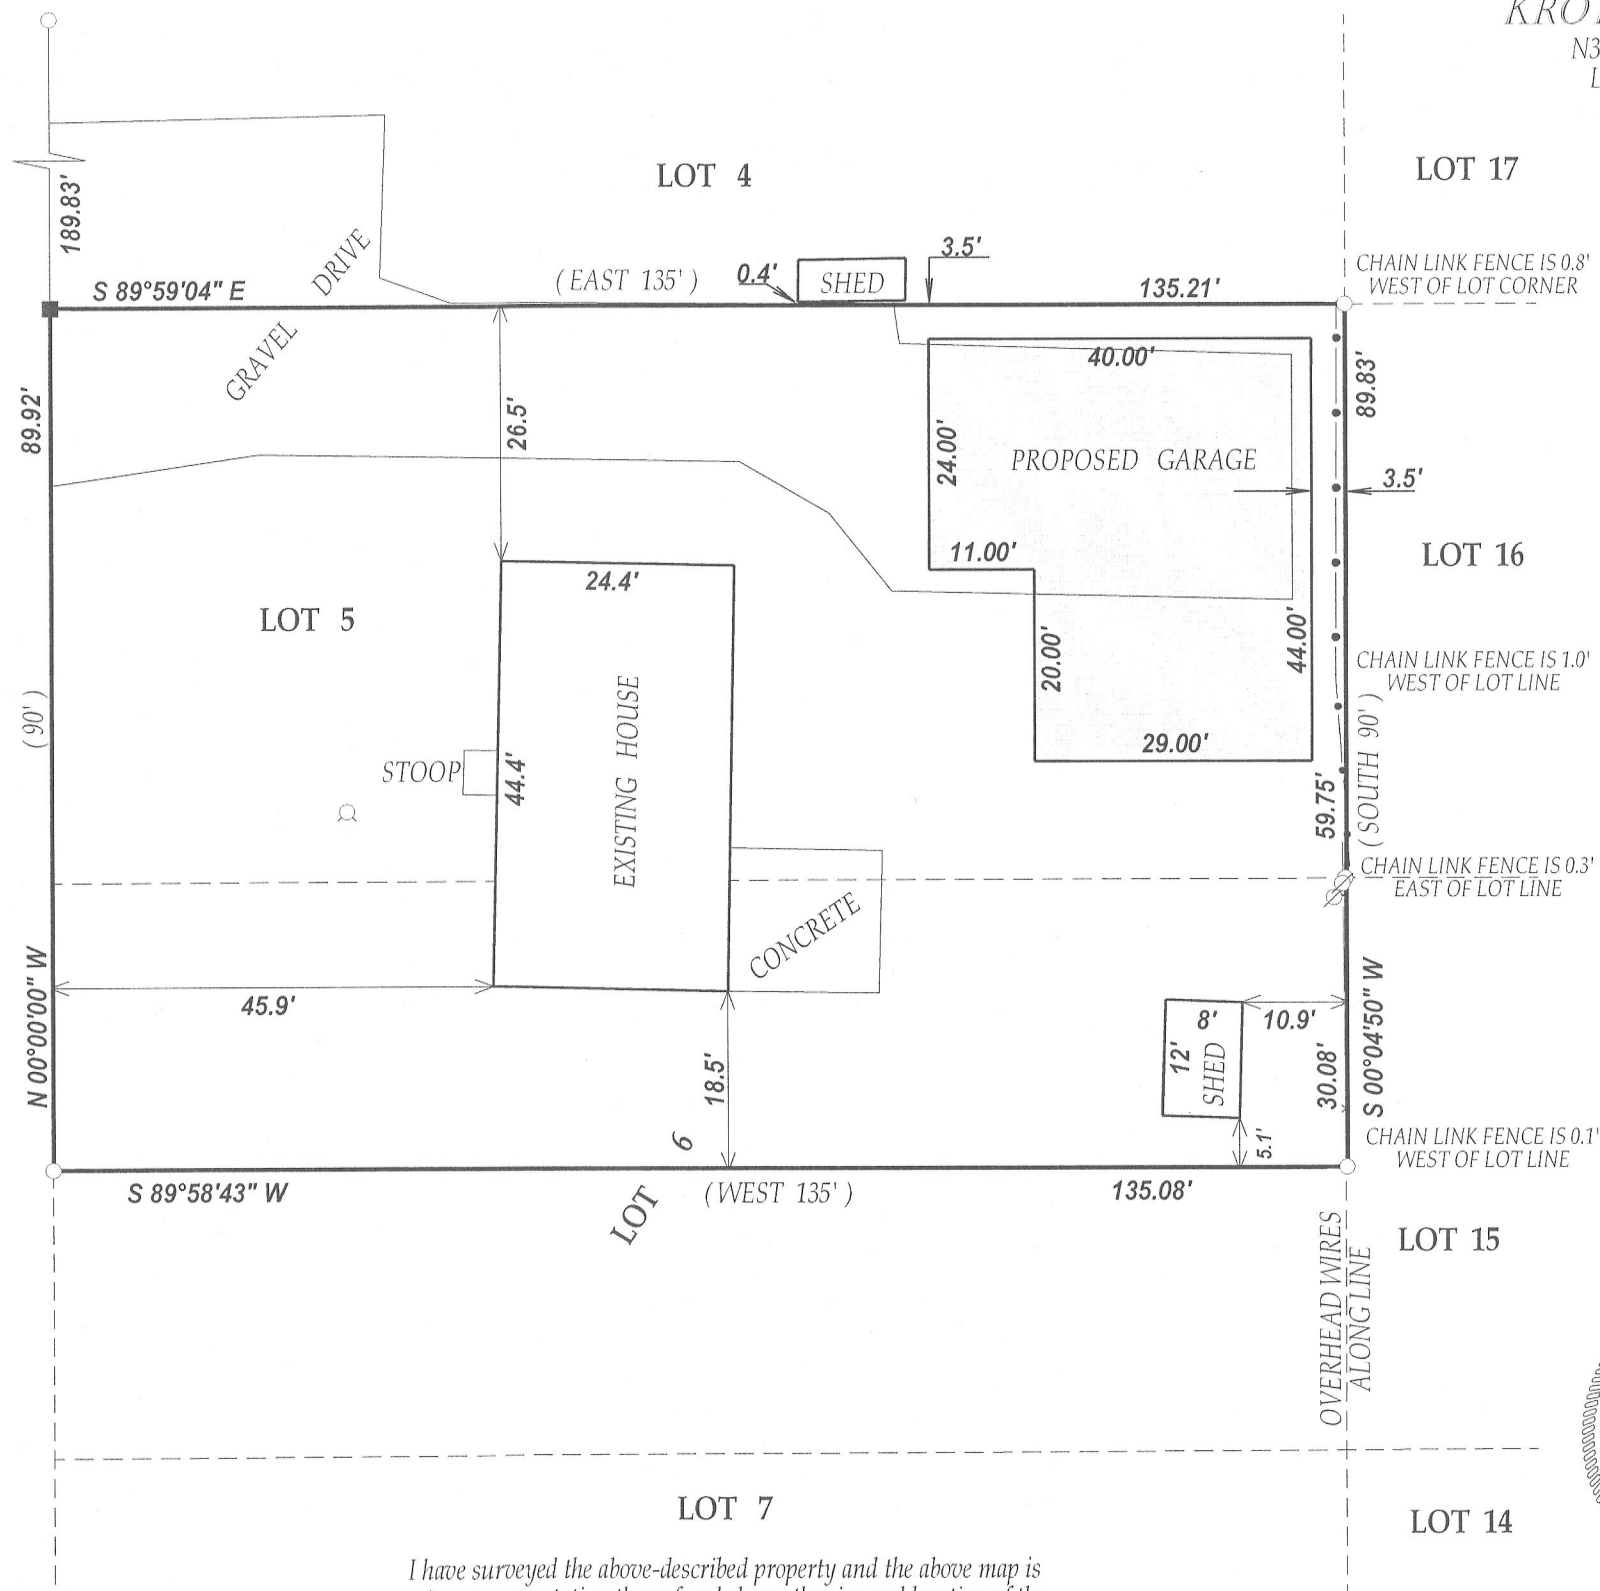 KRO
N3
L
LOT 4
LOT 17
189.83'
S 89°59'04" E
GRAVEL DRIVE
( EAST 135' )
0.4'
SHED
3.5'
135.21'
CHAIN LINK FENCE IS 0.8'
WEST OF LOT CORNER
89.92'
26.5'
40.00'
24.00'
PROPOSED GARAGE
89.83'
3.5'
11.00'
LOT 16
24.4'
LOT 5
20.00'
44.00'
CHAIN LINK FENCE IS 1.0'
WEST OF LOT LINE
( 90' )
EXISTING HOUSE
29.00'
STOOP
44.4'
59.75'
( SOUTH 90' )
CHAIN LINK FENCE IS 0.3'
EAST OF LOT LINE
CONCRETE
N 00°00'00" W
45.9'
8'
10.9'
12'
SHED
30.08'
S 00°04'50" W
18.5'
5.1'
CHAIN LINK FENCE IS 0.1'
WEST OF LOT LINE
S 89°58'43" W
LOT 6
( WEST 135' )
135.08'
OVERHEAD WIRES
ALONG LINE
LOT 15
LOT 7
LOT 14
I have surveyed the above-described property and the above map is